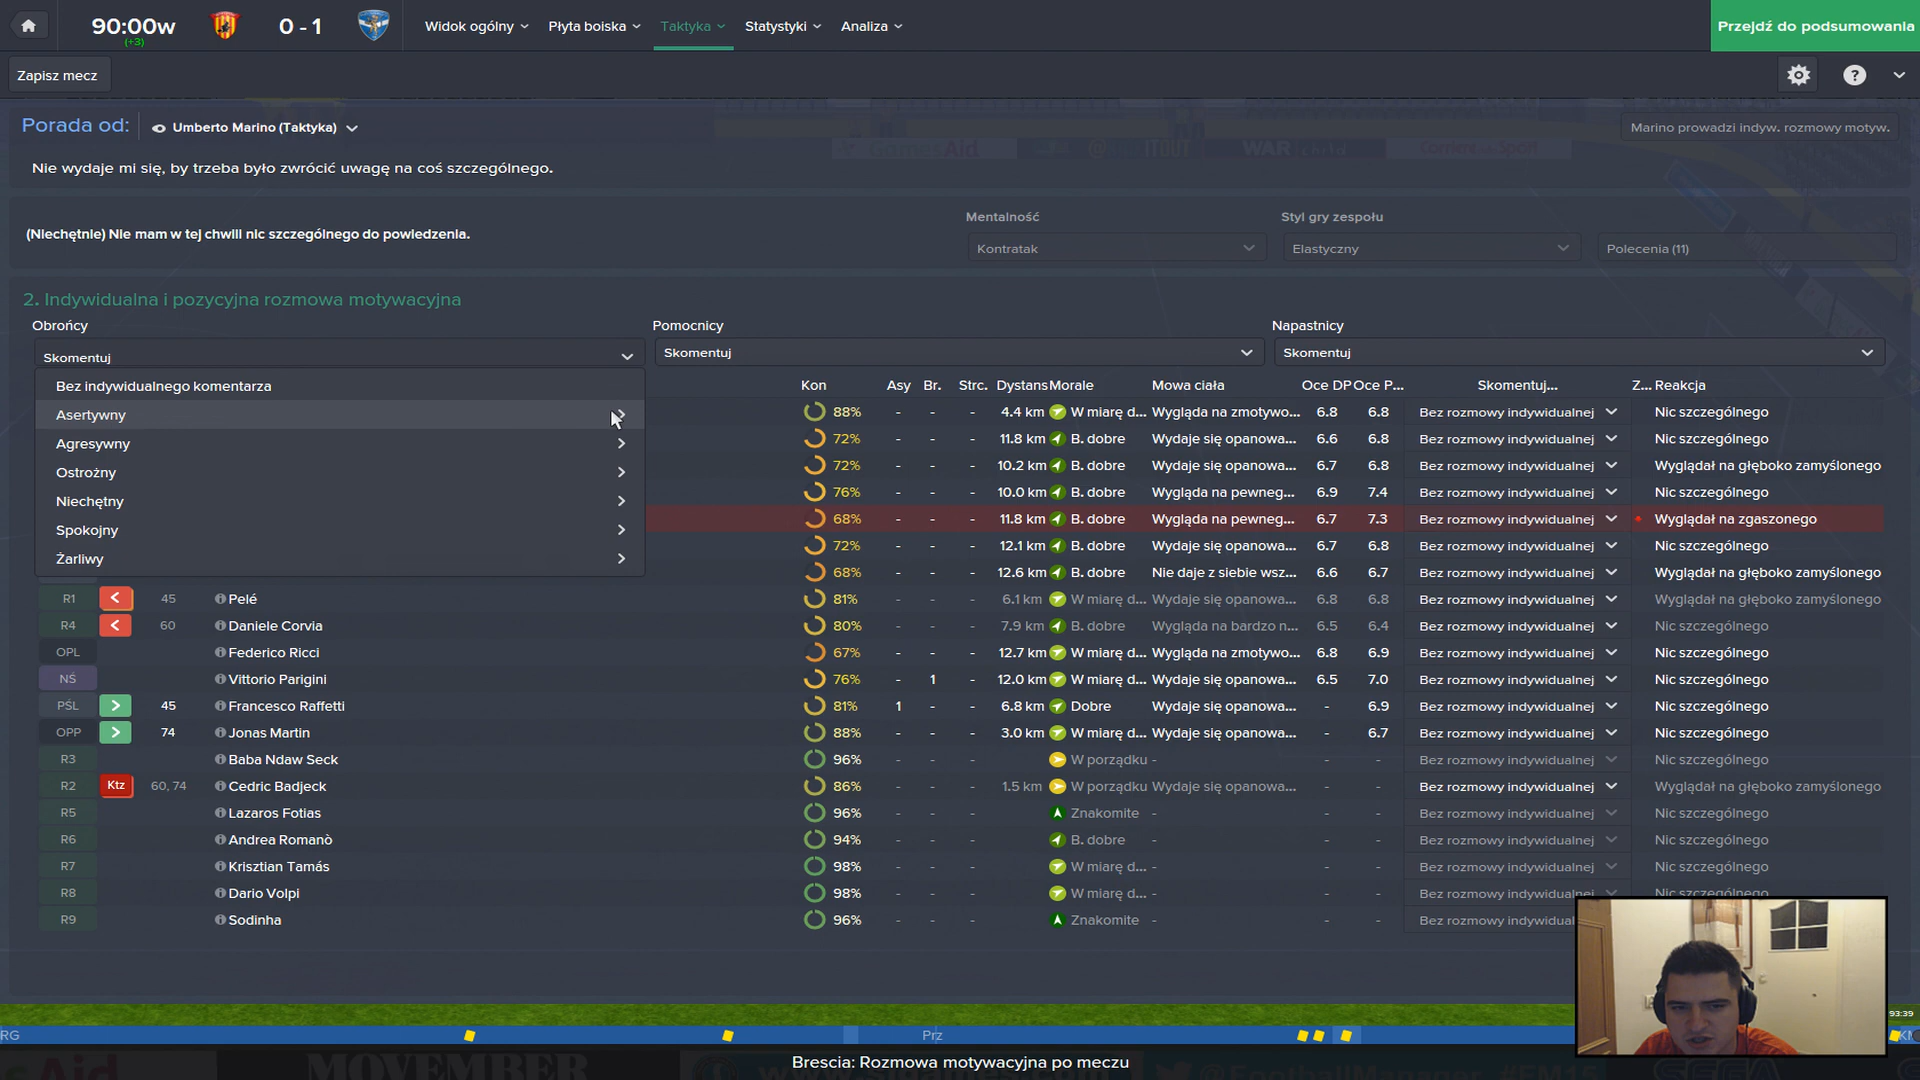 90:00w
(+3)
0 - 1
Widok ogólny
Płyta boiska
Taktyka
Statystyki
Analiza
Przejdź do podsumowania
Zapisz mecz
?
Porada od:
Umberto Marino (Taktyka)
Marino prowadzi indyw. rozmowy motyw.
Nie wydaje mi się, by trzeba było zwrócić uwagę na coś szczególnego.
(Niechętnie) Nie mam w tej chwili nic szczególnego do powiedzenia.
Mentalność
Styl gry zespołu
Kontratak
Elastyczny
Polecenia (11)
2. Indywidualna i pozycyjna rozmowa motywacyjna
Obrońcy
Pomocnicy
Napastnicy
Skomentuj
Skomentuj
Skomentuj
Bez indywidualnego komentarza
Asertywny
Agresywny
Ostrożny
Niechętny
Spokojny
Żarliwy
Kon Asy Br. Strc. Dystans Morale Mowa ciała Oce DP Oce P... Skomentuj... Z... Reakcja
88% - - - 4.4 km W miarę d... Wygląda na zmotywo... 6.8 6.8 Bez rozmowy indywidualnej Nic szczególnego
72% - - - 11.8 km B. dobre Wydaje się opanowa... 6.6 6.8 Bez rozmowy indywidualnej Nic szczególnego
72% - - - 10.2 km B. dobre Wydaje się opanowa... 6.7 6.8 Bez rozmowy indywidualnej Wyglądał na głęboko zamyślonego
76% - - - 10.0 km B. dobre Wygląda na pewneg... 6.9 7.4 Bez rozmowy indywidualnej Nic szczególnego
68% - - - 11.8 km B. dobre Wygląda na pewneg... 6.7 7.3 Bez rozmowy indywidualnej Wyglądał na zgaszonego
72% - - - 12.1 km B. dobre Wydaje się opanowa... 6.7 6.8 Bez rozmowy indywidualnej Nic szczególnego
68% - - - 12.6 km B. dobre Nie daje z siebie wsz... 6.6 6.7 Bez rozmowy indywidualnej Wyglądał na głęboko zamyślonego
R1 45 Pelé 81% - - - 6.1 km W miarę d... Wydaje się opanowa... 6.8 6.8 Bez rozmowy indywidualnej Wyglądał na głęboko zamyślonego
R4 60 Daniele Corvia 80% - - - 7.9 km B. dobre Wygląda na bardzo n... 6.5 6.4 Bez rozmowy indywidualnej Nic szczególnego
OPL Federico Ricci 67% - - - 12.7 km W miarę d... Wygląda na zmotywo... 6.8 6.9 Bez rozmowy indywidualnej Nic szczególnego
NŚ Vittorio Parigini 76% - 1 - 12.0 km W miarę d... Wydaje się opanowa... 6.5 7.0 Bez rozmowy indywidualnej Nic szczególnego
PŚL 45 Francesco Raffetti 81% 1 - - 6.8 km Dobre Wydaje się opanowa... - 6.9 Bez rozmowy indywidualnej Nic szczególnego
OPP 74 Jonas Martin 88% - - - 3.0 km W miarę d... Wydaje się opanowa... - 6.7 Bez rozmowy indywidualnej Nic szczególnego
R3 Baba Ndaw Seck 96% - - - W porządku - - - Bez rozmowy indywidualnej Nic szczególnego
R2 Ktz 60, 74 Cedric Badjeck 86% - - - 1.5 km W porządku Wydaje się opanowa... - - Bez rozmowy indywidualnej Wyglądał na głęboko zamyślonego
R5 Lazaros Fotias 96% - - - Znakomite - - - Bez rozmowy indywidualnej Nic szczególnego
R6 Andrea Romanò 94% - - - B. dobre - - - Bez rozmowy indywidualnej Nic szczególnego
R7 Krisztian Tamás 98% - - - W miarę d... - - - Bez rozmowy indywidualnej Nic szczególnego
R8 Dario Volpi 98% - - - W miarę d... - - - Bez rozmowy indywidualnej Nic szczególnego
R9 Sodinha 96% - - - Znakomite - - - Bez rozmowy indywidual
93:39
RG
Prz
Brescia: Rozmowa motywacyjna po meczu
MOVEMBER